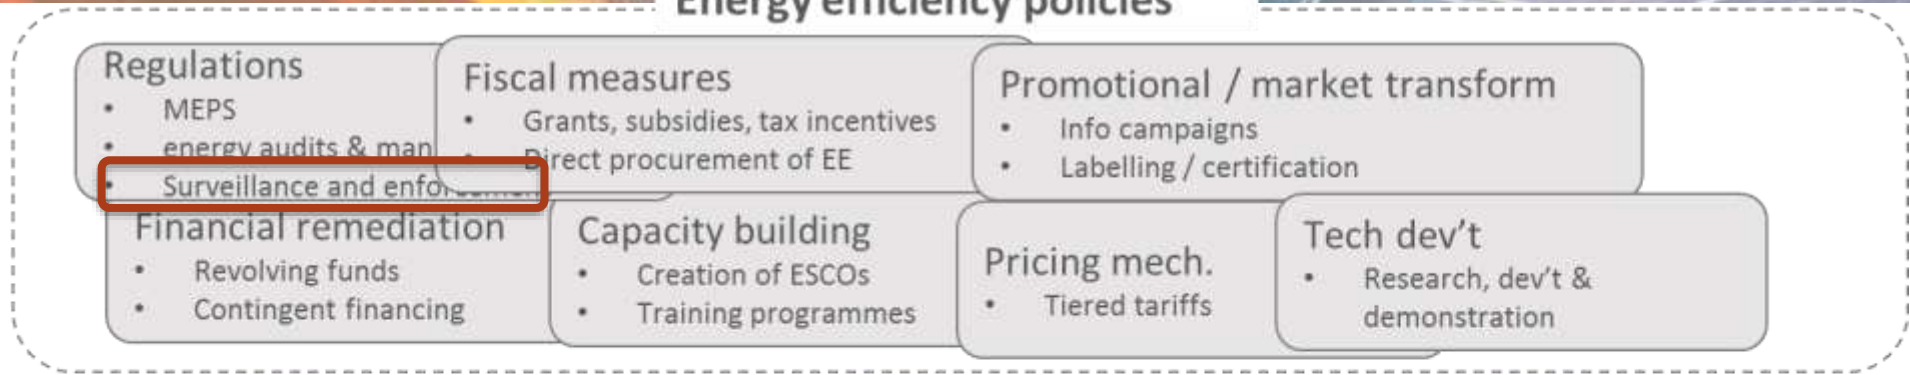 Energy efficiency policies
Regulations
• MEPS
• energy audits & man
• Surveillance and enforcement
Fiscal measures
• Grants, subsidies, tax incentives
• Direct procurement of EE
Promotional / market transform
• Info campaigns
• Labelling / certification
Financial remediation
• Revolving funds
• Contingent financing
Capacity building
• Creation of ESCOs
• Training programmes
Pricing mech.
• Tiered tariffs
Tech dev't
• Research, dev't &
demonstration